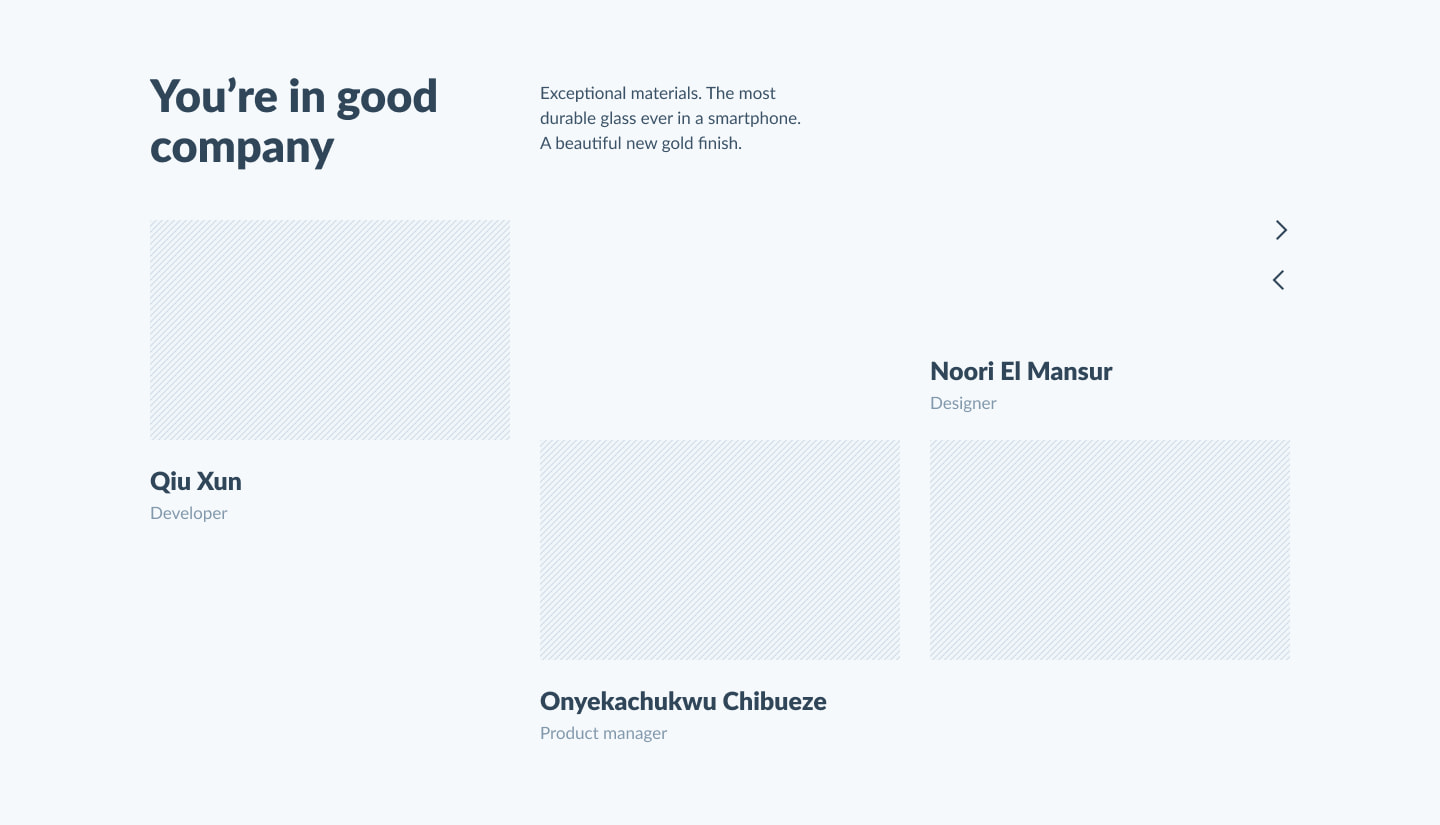 You’re in good
company
Exceptional materials. The most
durable glass ever in a smartphone.
A beautiful new gold finish.
Qiu Xun
Developer
Onyekachukwu Chibueze
Product manager
Noori El Mansur
Designer